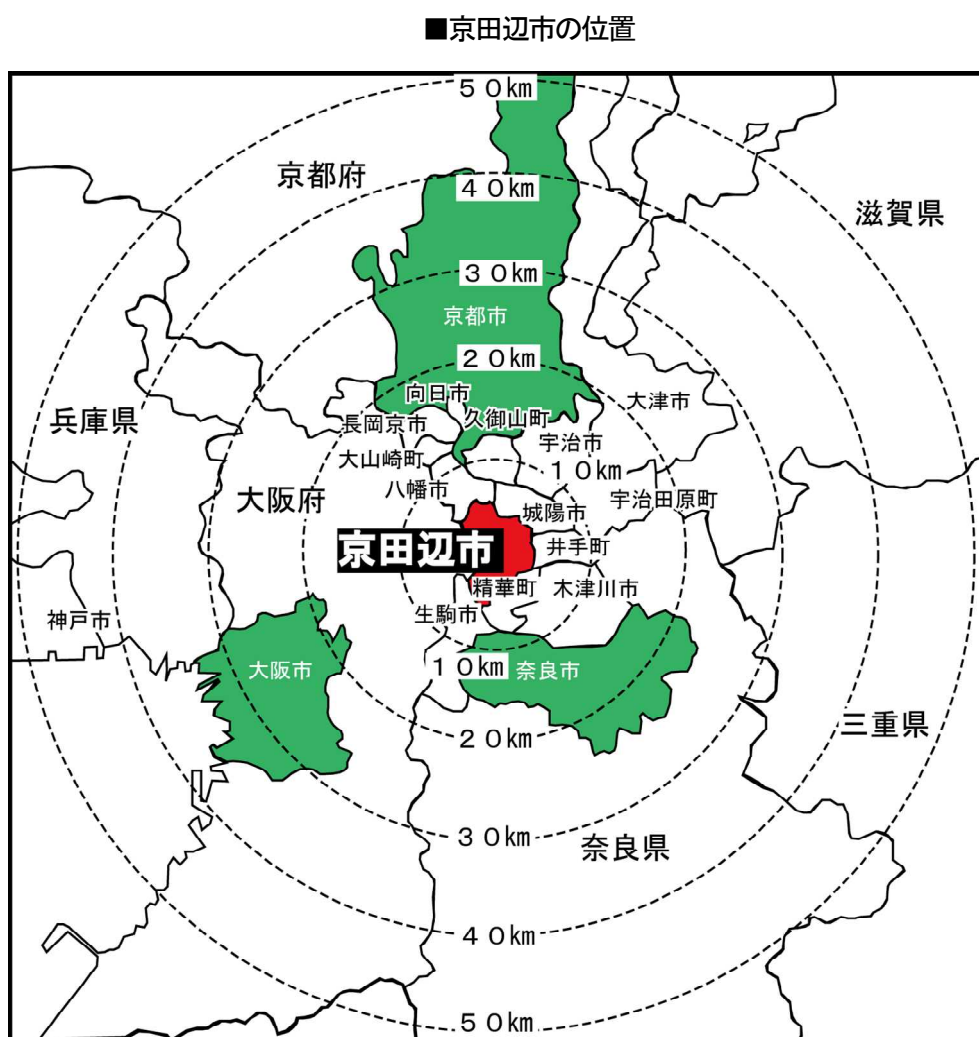 ■京田辺市の位置
50km
京都府
40km
滋賀県
30km
京都市
20km
向日市
大津市
兵庫県
長岡京市
久御山町
宇治市
大山崎町
10km
八幡市
大阪府
宇治田原町
城陽市
京田辺市
井手町
精華町
木津川市
生駒市
神戸市
大阪市
10km
奈良市
三重県
20km
30km
奈良県
40km
50km